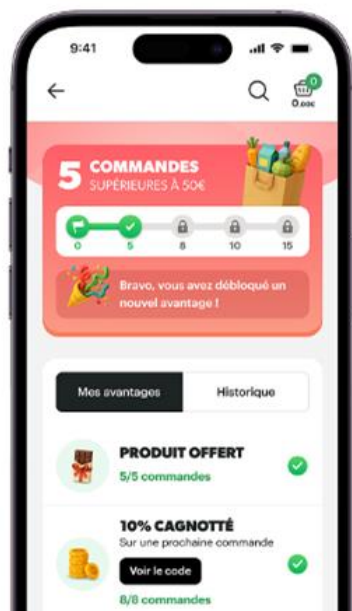 9:41
0
0,00€
5 COMMANDES
SUPÉRIEURES À 50€
0 5 8 10 15
Bravo, vous avez débloqué un
nouvel avantage !
Mes avantages Historique
PRODUIT OFFERT
5/5 commandes
10% CAGNOTTÉ
Sur une prochaine commande
Voir le code
8/8 commandes